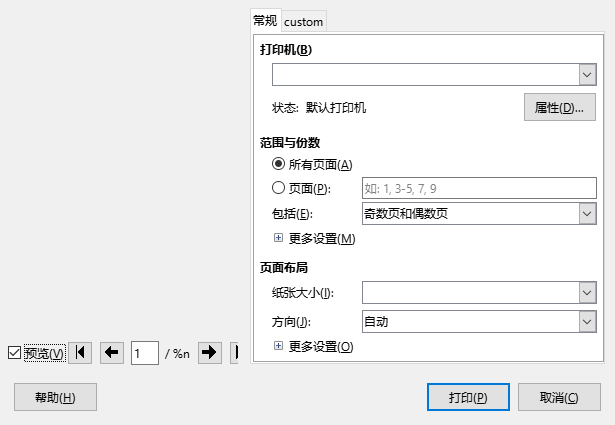 常规 custom
打印机(B)
状态: 默认打印机 属性(D)...
范围与份数
所有页面(A)
页面(P): 如: 1, 3-5, 7, 9
包括(E): 奇数页和偶数页
更多设置(M)
页面布局
纸张大小(I):
方向(J): 自动
更多设置(O)
预览(V) 1 / %n
帮助(H) 打印(P) 取消(C)